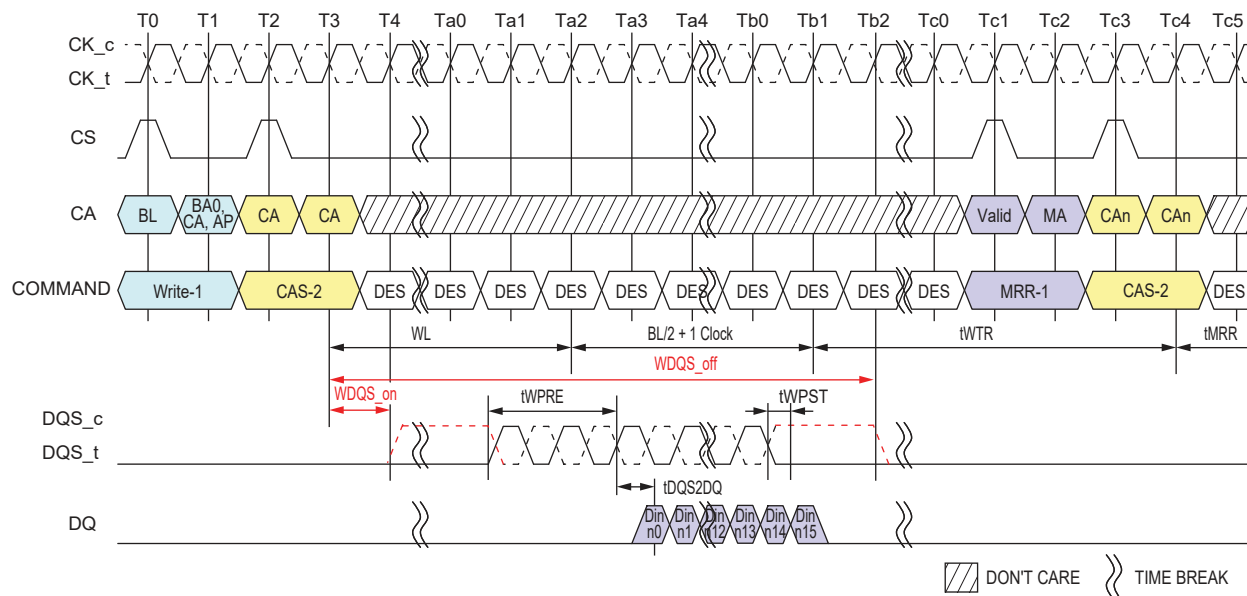 T0 T1 T2 T3 T4 Ta0 Ta1 Ta2 Ta3 Ta4 Tb0 Tb1 Tb2 Tc0 Tc1 Tc2 Tc3 Tc4 Tc5
CK_c
CK_t
CS
CA BL BA0, CA, AP CA CA Valid MA CAn CAn
COMMAND Write-1 CAS-2 DES DES DES DES DES DES DES DES DES DES MRR-1 CAS-2 DES
WL BL/2 + 1 Clock tWTR tMRR
WDQS_off
WDQS_on tWPRE tWPST
DQS_c
DQS_t
tDQS2DQ
DQ Din n0 Din n1 Din n12 Din n13 Din n14 Din n15
DON'T CARE TIME BREAK